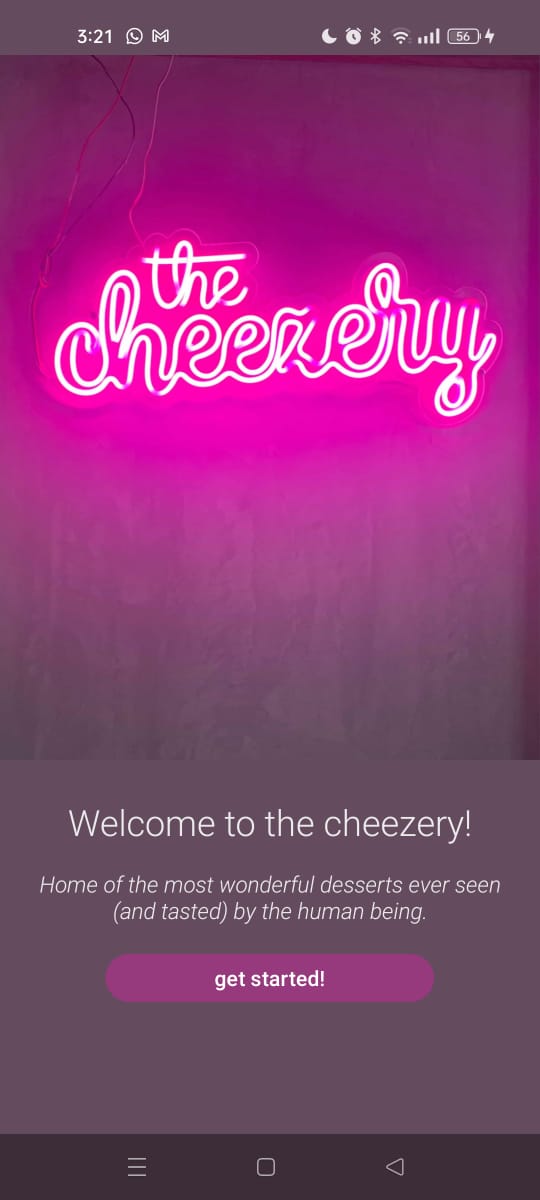 3:21
56
the
cheezery
Welcome to the cheezery!
Home of the most wonderful desserts ever seen
(and tasted) by the human being.
get started!